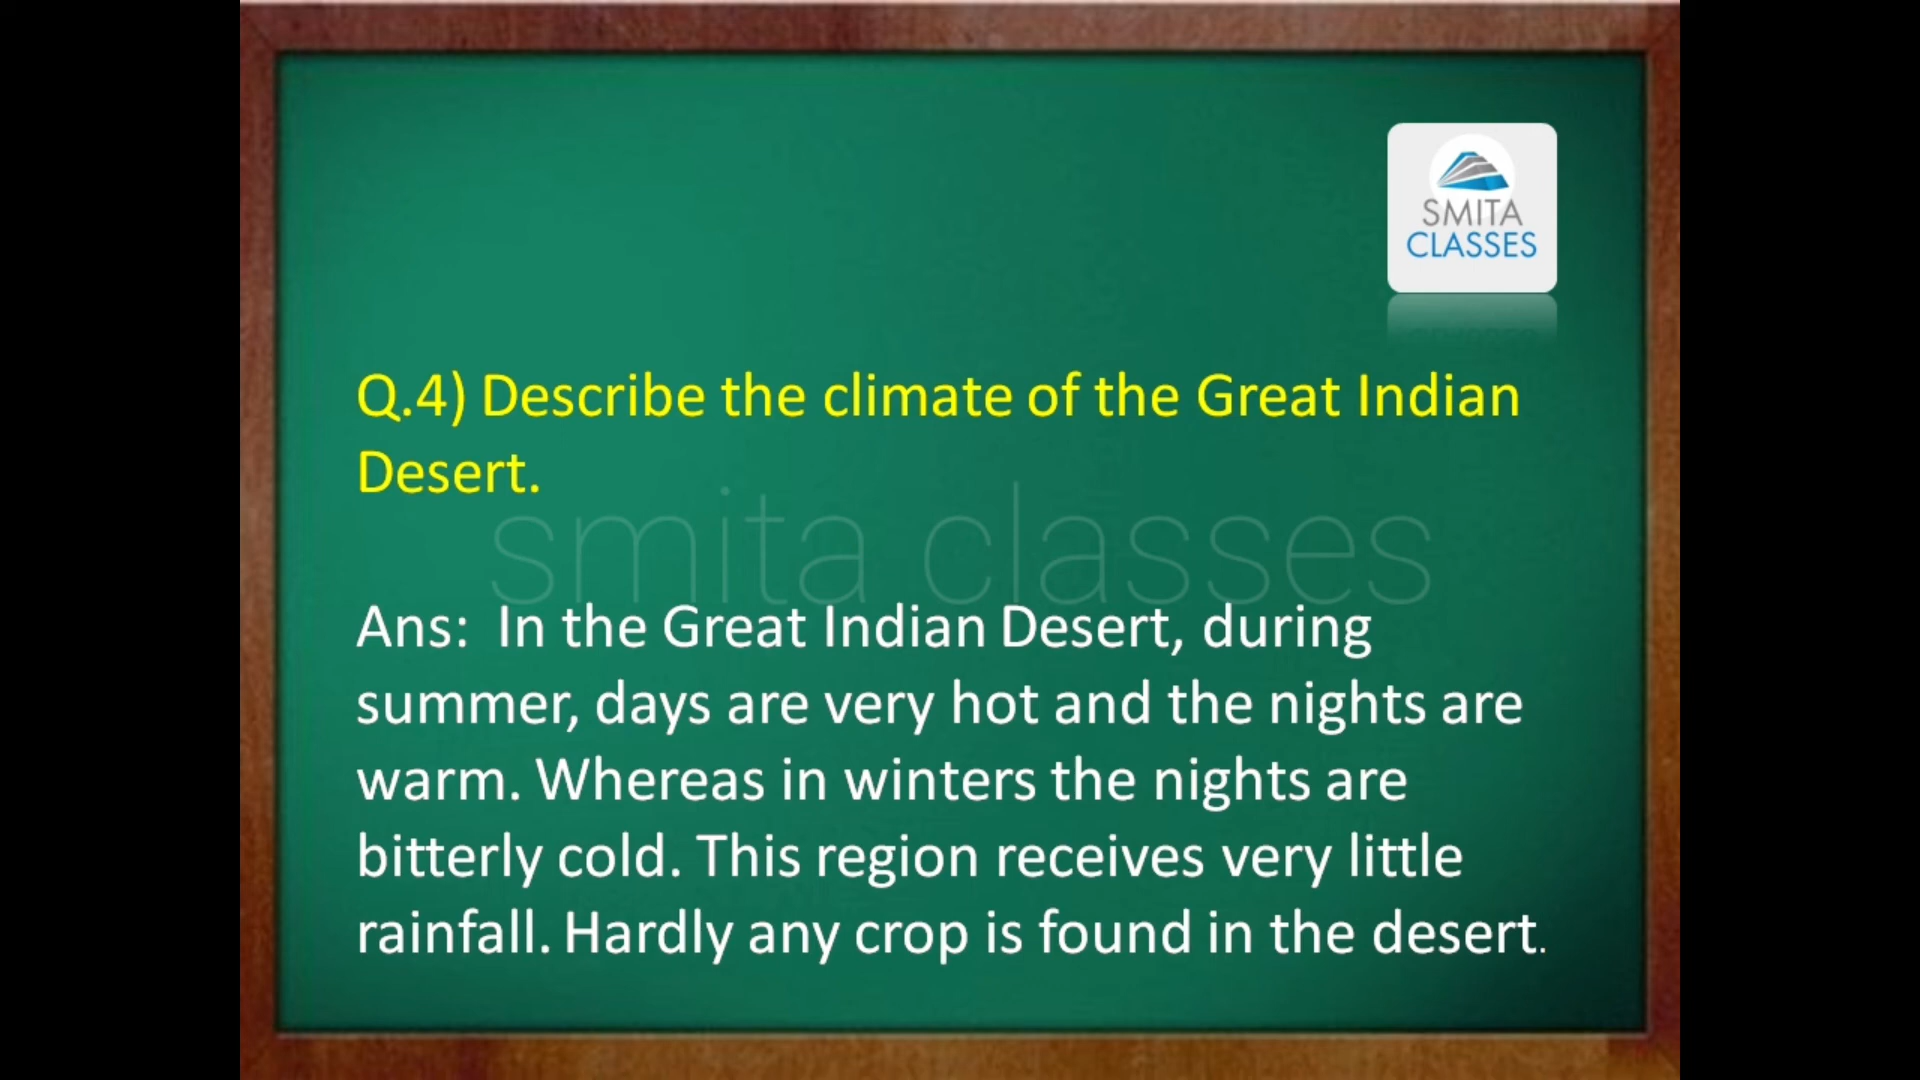 SMITA
CLASSES
Q.4) Describe the climate of the Great Indian
Desert.
smita classes
Ans:  In the Great Indian Desert, during
summer, days are very hot and the nights are
warm. Whereas in winters the nights are
bitterly cold. This region receives very little
rainfall. Hardly any crop is found in the desert.